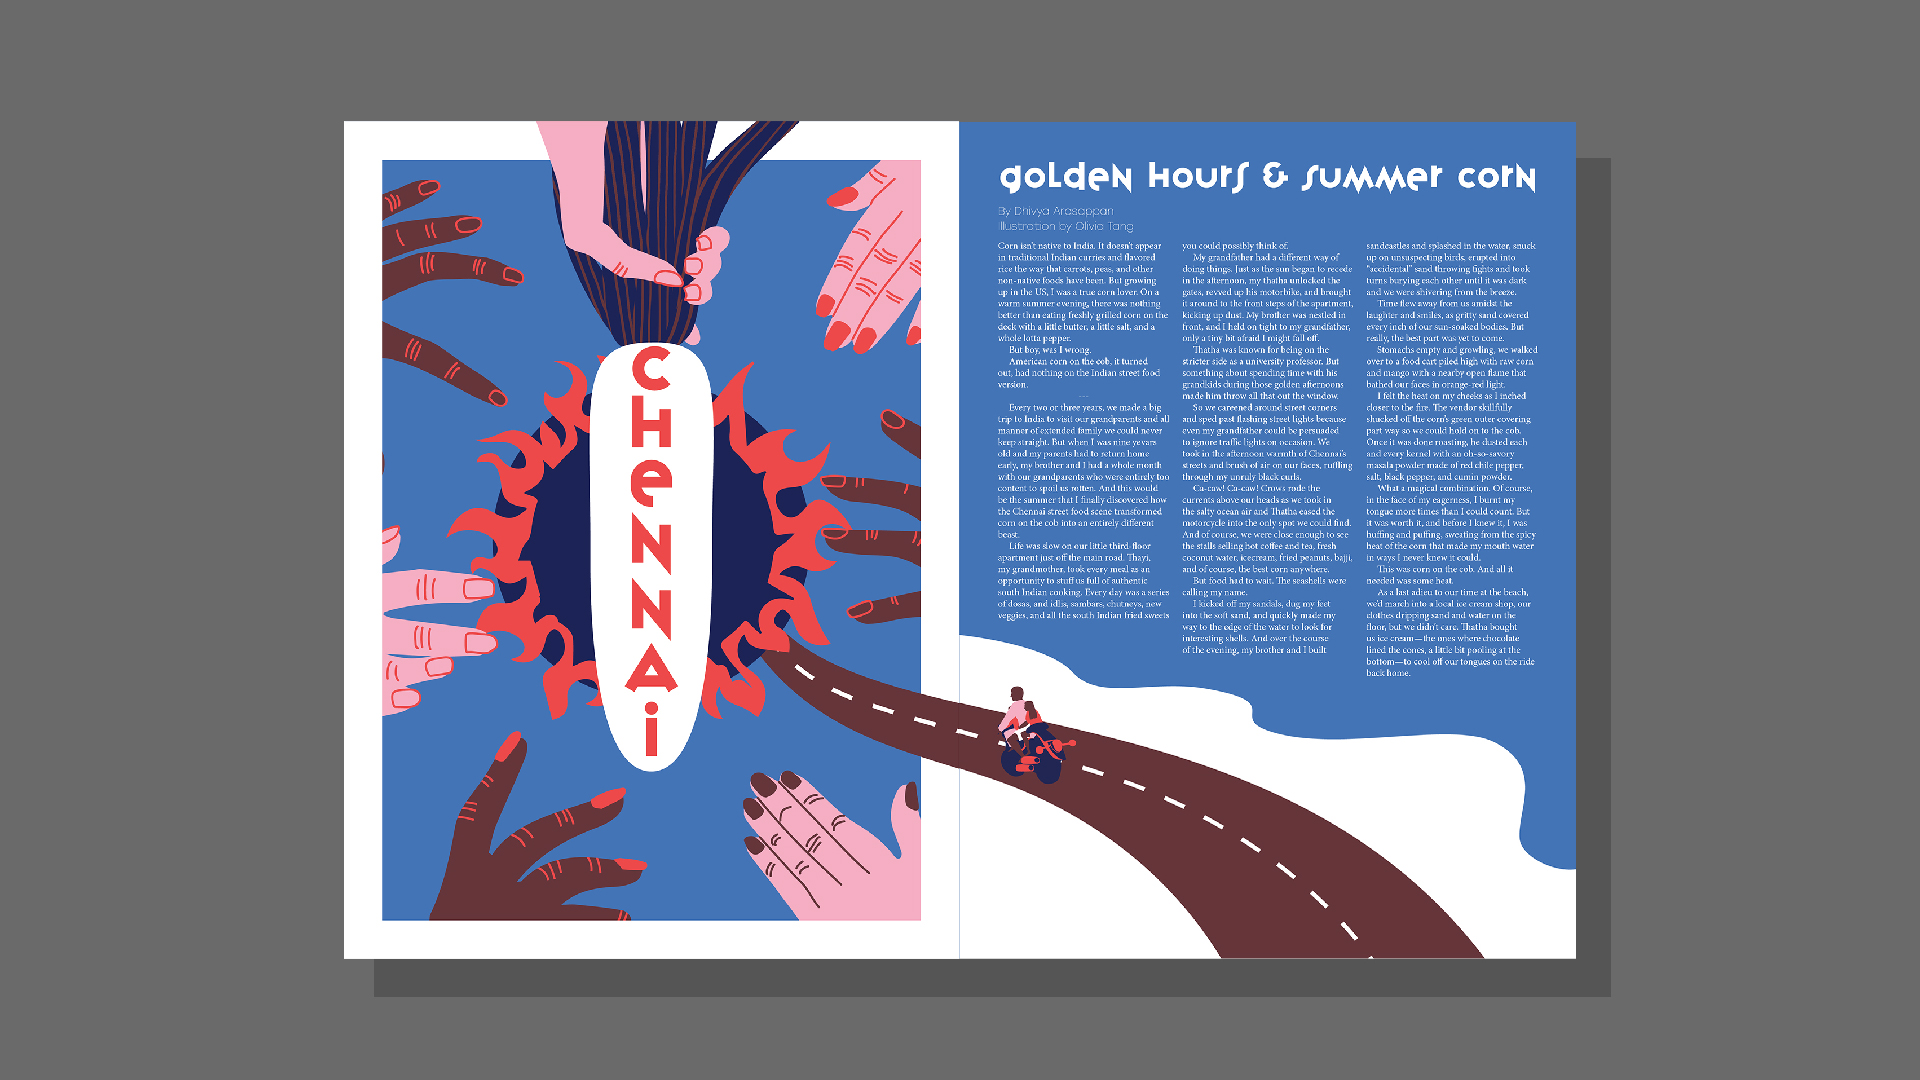 CHENNAi
golden hours & summer corn
By Dhivya Arasappan
Illustration by Olivia Tang
Corn isn't native to India. It doesn't appear
in traditional Indian curries and flavored
rice the way that carrots, peas, and other
non-native foods have been. But growing
up in the US, I was a true corn lover. On a
warm summer evening, there was nothing
better than eating freshly grilled corn on the
deck with a little butter, a little salt, and a
whole lotta pepper.
But boy, was I wrong.
American corn on the cob, it turned
out, had nothing on the Indian street food
version.
---
Every two or three years, we made a big
trip to India to visit our grandparents and all
manner of extended family we could never
keep straight. But when I was nine yevars
old and my parents had to return home
early, my brother and I had a whole month
with our grandparents who were entirely too
content to spoil us rotten. And this would
be the summer that I finally discovered how
the Chennai street food scene transformed
corn on the cob into an entirely different
beast.
Life was slow on our little third-floor
apartment just off the main road. Thayi,
my grandmother, took every meal as an
opportunity to stuff us full of authentic
south Indian cooking. Every day was a series
of dosas, and idlis, sambars, chutneys, new
veggies, and all the south Indian fried sweets
you could possibly think of.
My grandfather had a different way of
doing things. Just as the sun began to recede
in the afternoon, my thatha unlocked the
gates, revved up his motorbike, and brought
it around to the front steps of the apartment,
kicking up dust. My brother was nestled in
front, and I held on tight to my grandfather,
only a tiny bit afraid I might fall off.
Thatha was known for being on the
stricter side as a university professor. But
something about spending time with his
grandkids during those golden afternoons
made him throw all that out the window.
So we careened around street corners
and sped past flashing street lights because
even my grandfather could be persuaded
to ignore traffic lights on occasion. We
took in the afternoon warmth of Chennai's
streets and brush of air on our faces, ruffling
through my unruly black curls.
Ca-caw! Ca-caw! Crows rode the
currents above our heads as we took in
the salty ocean air and Thatha eased the
motorcycle into the only spot we could find.
And of course, we were close enough to see
the stalls selling hot coffee and tea, fresh
coconut water, icecream, fried peanuts, bajji,
and of course, the best corn anywhere.
But food had to wait. The seashells were
calling my name.
I kicked off my sandals, dug my feet
into the soft sand, and quickly made my
way to the edge of the water to look for
interesting shells. And over the course
of the evening, my brother and I built
sandcastles and splashed in the water, snuck
up on unsuspecting birds, erupted into
"accidental" sand throwing fights and took
turns burying each other until it was dark
and we were shivering from the breeze.
Time flew away from us amidst the
laughter and smiles, as gritty sand covered
every inch of our sun-soaked bodies. But
really, the best part was yet to come.
Stomachs empty and growling, we walked
over to a food cart piled high with raw corn
and mango with a nearby open flame that
bathed our faces in orange-red light.
I felt the heat on my cheeks as I inched
closer to the fire. The vendor skillfully
shucked off the corn's green outer covering
part way so we could hold on to the cob.
Once it was done roasting, he dusted each
and every kernel with an oh-so-savory
masala powder made of red chile pepper,
salt, black pepper, and cumin powder.
What a magical combination. Of course,
in the face of my eagerness, I burnt my
tongue more times than I could count. But
it was worth it, and before I knew it, I was
huffing and puffing, sweating from the spicy
heat of the corn that made my mouth water
in ways I never knew it could.
This was corn on the cob. And all it
needed was some heat.
As a last adieu to our time at the beach,
we'd march into a local ice cream shop, our
clothes dripping sand and water on the
floor, but we didn't care. Thatha bought
us ice cream—the ones where chocolate
lined the cones, a little bit pooling at the
bottom—to cool off our tongues on the ride
back home.